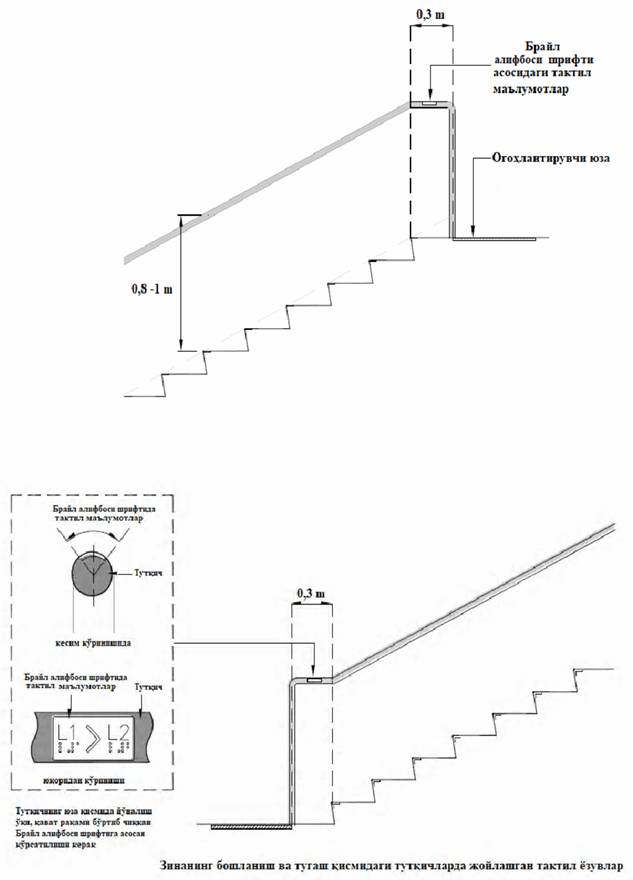 0,3 m
Брайл
алифбоси шрифти
асосидаги тактил
маълумотлар
Огоҳлантирувчи юза
0,8 -1 m
Брайл алифбоси шрифтида
тактил маълумотлар
Тутқич
кесим кўринишида
0,3 m
Брайл алифбоси шрифтида
тактил маълумотлар
Тутқич
L1 > L2
юқоридан кўриниши
Тутқичнинг юза қисмида йўналиш
ўқи, қават рақами бўртиб чиққан
Брайл алифбоси шрифтига асосан
кўрсатилиши керак
Зинанинг бошланиш ва тугаш қисмидаги тутқичларда жойлашган тактил ёзувлар